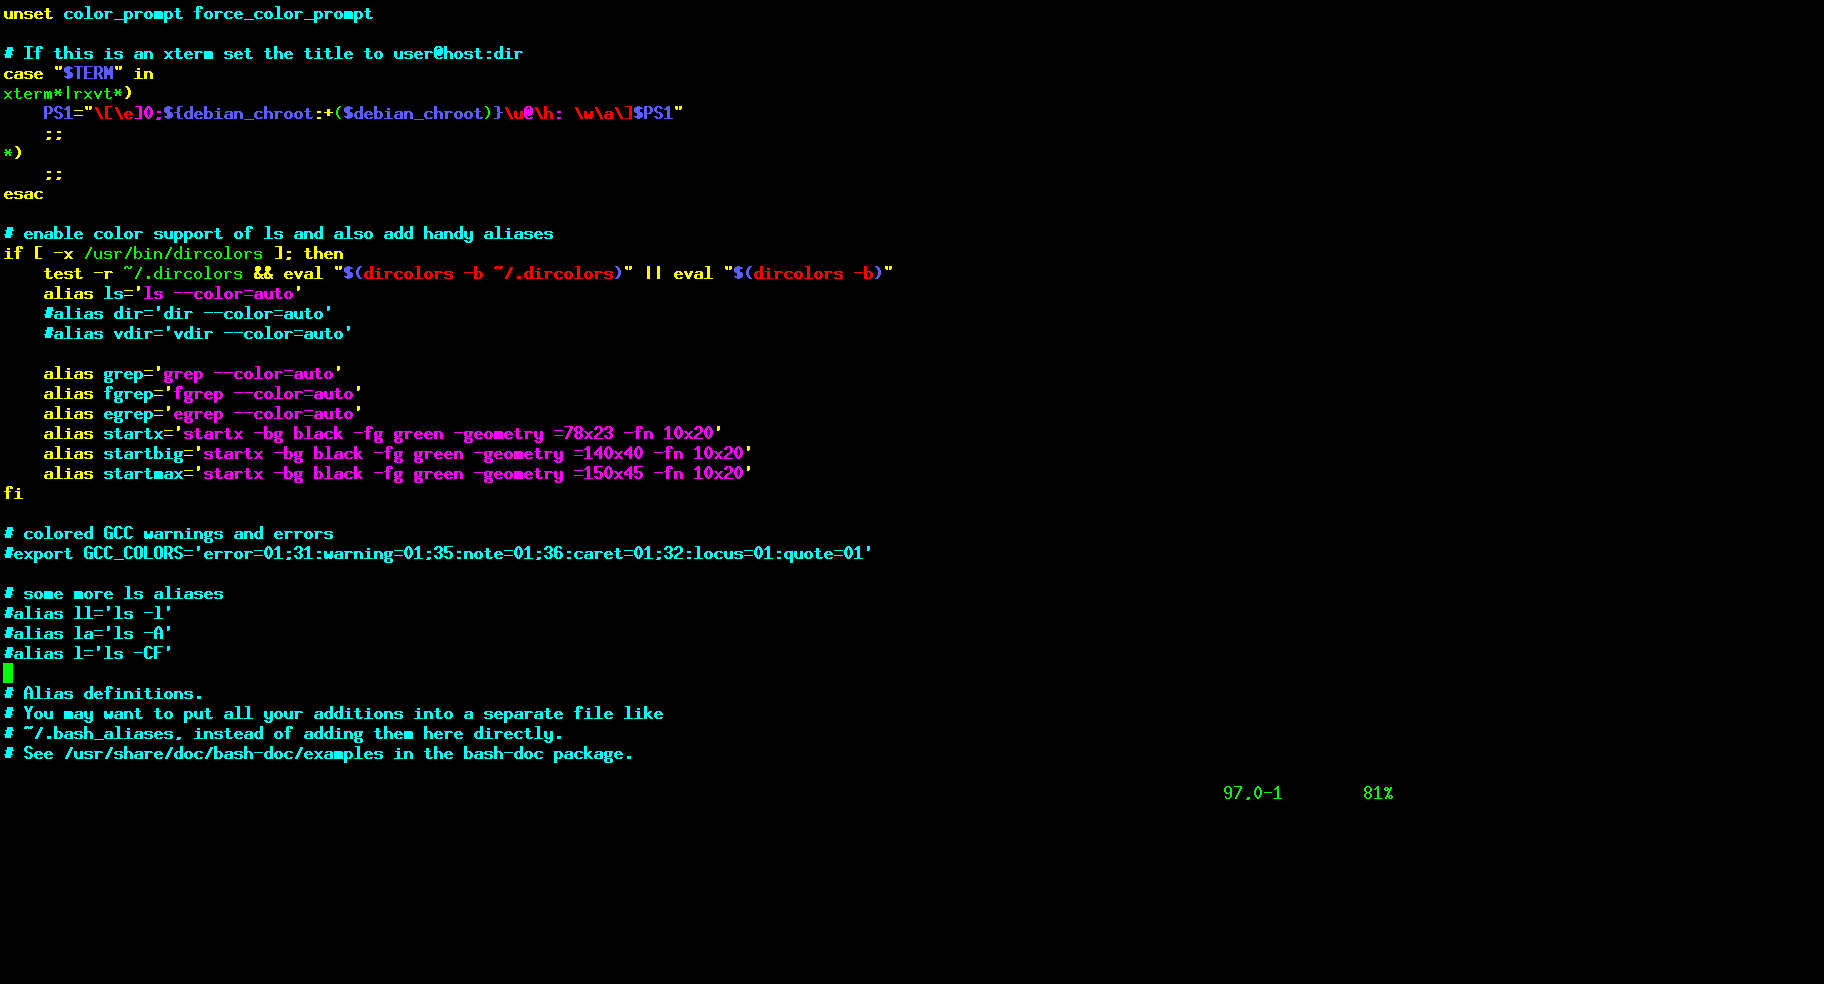 unset color_prompt force_color_prompt

# If this is an xterm set the title to user@host:dir
case "$TERM" in
xterm*|rxvt*)
    PS1="\[\e]0;${debian_chroot:+($debian_chroot)}\u@\h: \w\a\]$PS1"
    ;;
*)
    ;;
esac

# enable color support of ls and also add handy aliases
if [ -x /usr/bin/dircolors ]; then
    test -r ~/.dircolors && eval "$(dircolors -b ~/.dircolors)" || eval "$(dircolors -b)"
    alias ls='ls --color=auto'
    #alias dir='dir --color=auto'
    #alias vdir='vdir --color=auto'

    alias grep='grep --color=auto'
    alias fgrep='fgrep --color=auto'
    alias egrep='egrep --color=auto'
    alias startx='startx -bg black -fg green -geometry =78x23 -fn 10x20'
    alias startbig='startx -bg black -fg green -geometry =140x40 -fn 10x20'
    alias startmax='startx -bg black -fg green -geometry =150x45 -fn 10x20'
fi

# colored GCC warnings and errors
#export GCC_COLORS='error=01;31:warning=01;35:note=01;36:caret=01;32:locus=01:quote=01'

# some more ls aliases
#alias ll='ls -l'
#alias la='ls -A'
#alias l='ls -CF'

# Alias definitions.
# You may want to put all your additions into a separate file like
# ~/.bash_aliases, instead of adding them here directly.
# See /usr/share/doc/bash-doc/examples in the bash-doc package.

97,0-1        81%